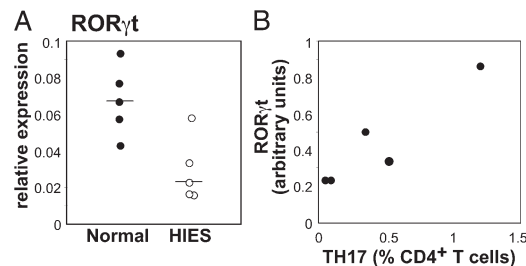 A RORγt
relative expression
0.1
0.08
0.06
0.04
0.02
0
Normal HIES
B
RORγt
(arbitrary units)
1
0.8
0.6
0.4
0.2
0
0 0.5 1 1.5
TH17 (% CD4+ T cells)